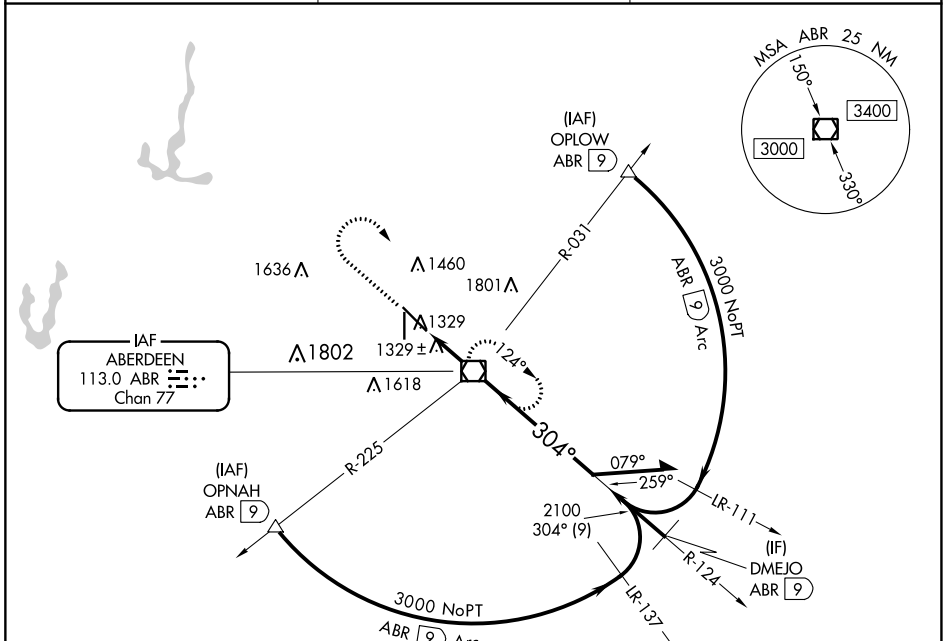 MSA ABR 25 NM
150°
3400
3000
330°
(IAF)
OPLOW
ABR 9
R-031
1636
1460
1801
3000 NoPT
ABR 9 Arc
1329
1329 ±
1802
1618
124°
IAF
ABERDEEN
113.0 ABR
Chan 77
304°
R-225
079°
259°
LR-111
(IAF)
OPNAH
ABR 9
2100
304° (9)
(IF)
DMEJO
ABR 9
R-124
LR-137
3000 NoPT
ABR 9 Arc